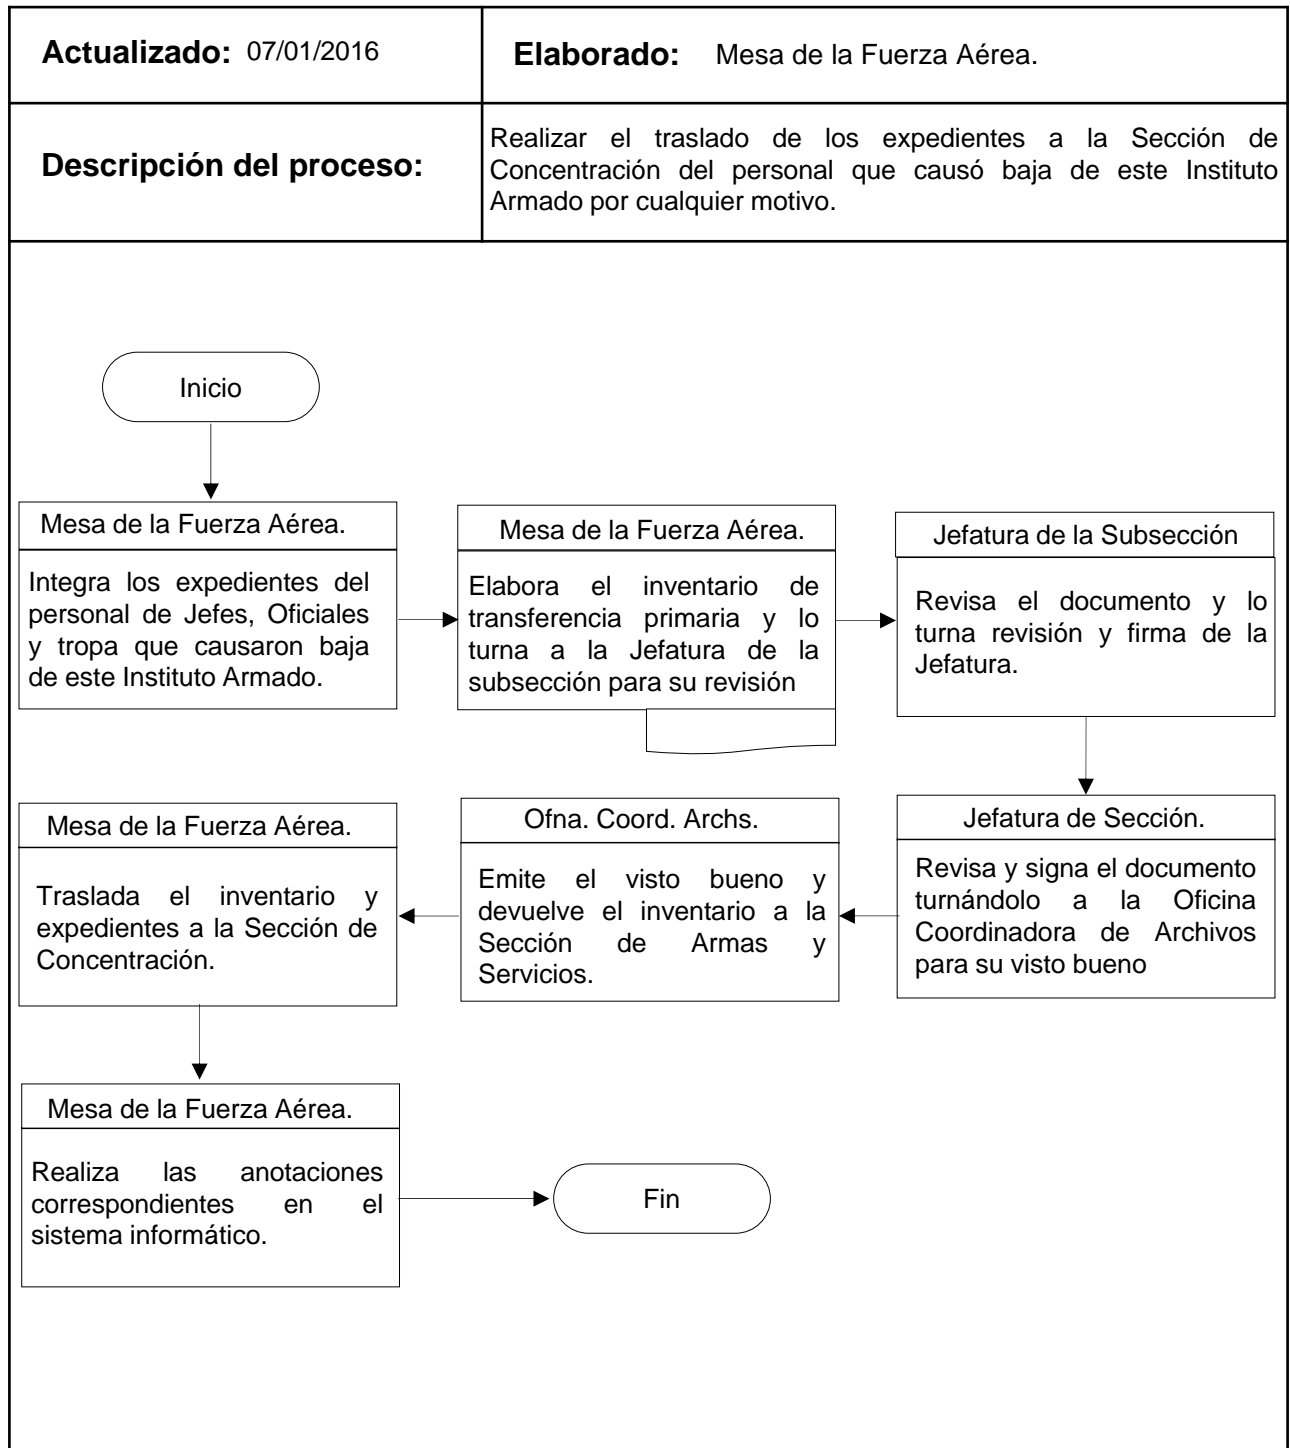 Actualizado: 07/01/2016
Elaborado: Mesa de la Fuerza Aérea.
Descripción del proceso:
Realizar el traslado de los expedientes a la Sección de
Concentración del personal que causó baja de este Instituto
Armado por cualquier motivo.
Inicio
Mesa de la Fuerza Aérea.
Integra los expedientes del
personal de Jefes, Oficiales
y tropa que causaron baja
de este Instituto Armado.
Mesa de la Fuerza Aérea.
Elabora el inventario de
transferencia primaria y lo
turna a la Jefatura de la
subsección para su revisión
Jefatura de la Subsección
Revisa el documento y lo
turna revisión y firma de la
Jefatura.
Jefatura de Sección.
Revisa y signa el documento
turnándolo a la Oficina
Coordinadora de Archivos
para su visto bueno
Ofna. Coord. Archs.
Emite el visto bueno y
devuelve el inventario a la
Sección de Armas y
Servicios.
Mesa de la Fuerza Aérea.
Traslada el inventario y
expedientes a la Sección de
Concentración.
Mesa de la Fuerza Aérea.
Realiza las anotaciones
correspondientes en el
sistema informático.
Fin